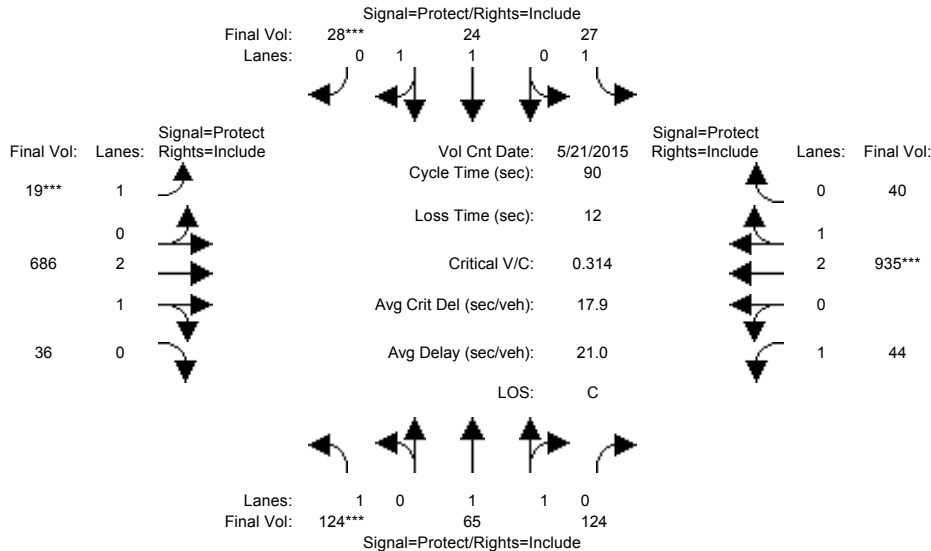 Signal=Protect/Rights=Include
Final Vol: 28*** 24 27
Lanes: 0 1 1 0 1
Signal=Protect Signal=Protect
Final Vol: Lanes: Rights=Include Vol Cnt Date: 5/21/2015 Rights=Include Lanes: Final Vol:
Cycle Time (sec): 90
19*** 1 0 40
Loss Time (sec): 12
0 1
686 2 Critical V/C: 0.314 2 935***
1 Avg Crit Del (sec/veh): 17.9 0
36 0 Avg Delay (sec/veh): 21.0 1 44
LOS: C
Lanes: 1 0 1 1 0
Final Vol: 124*** 65 124
Signal=Protect/Rights=Include